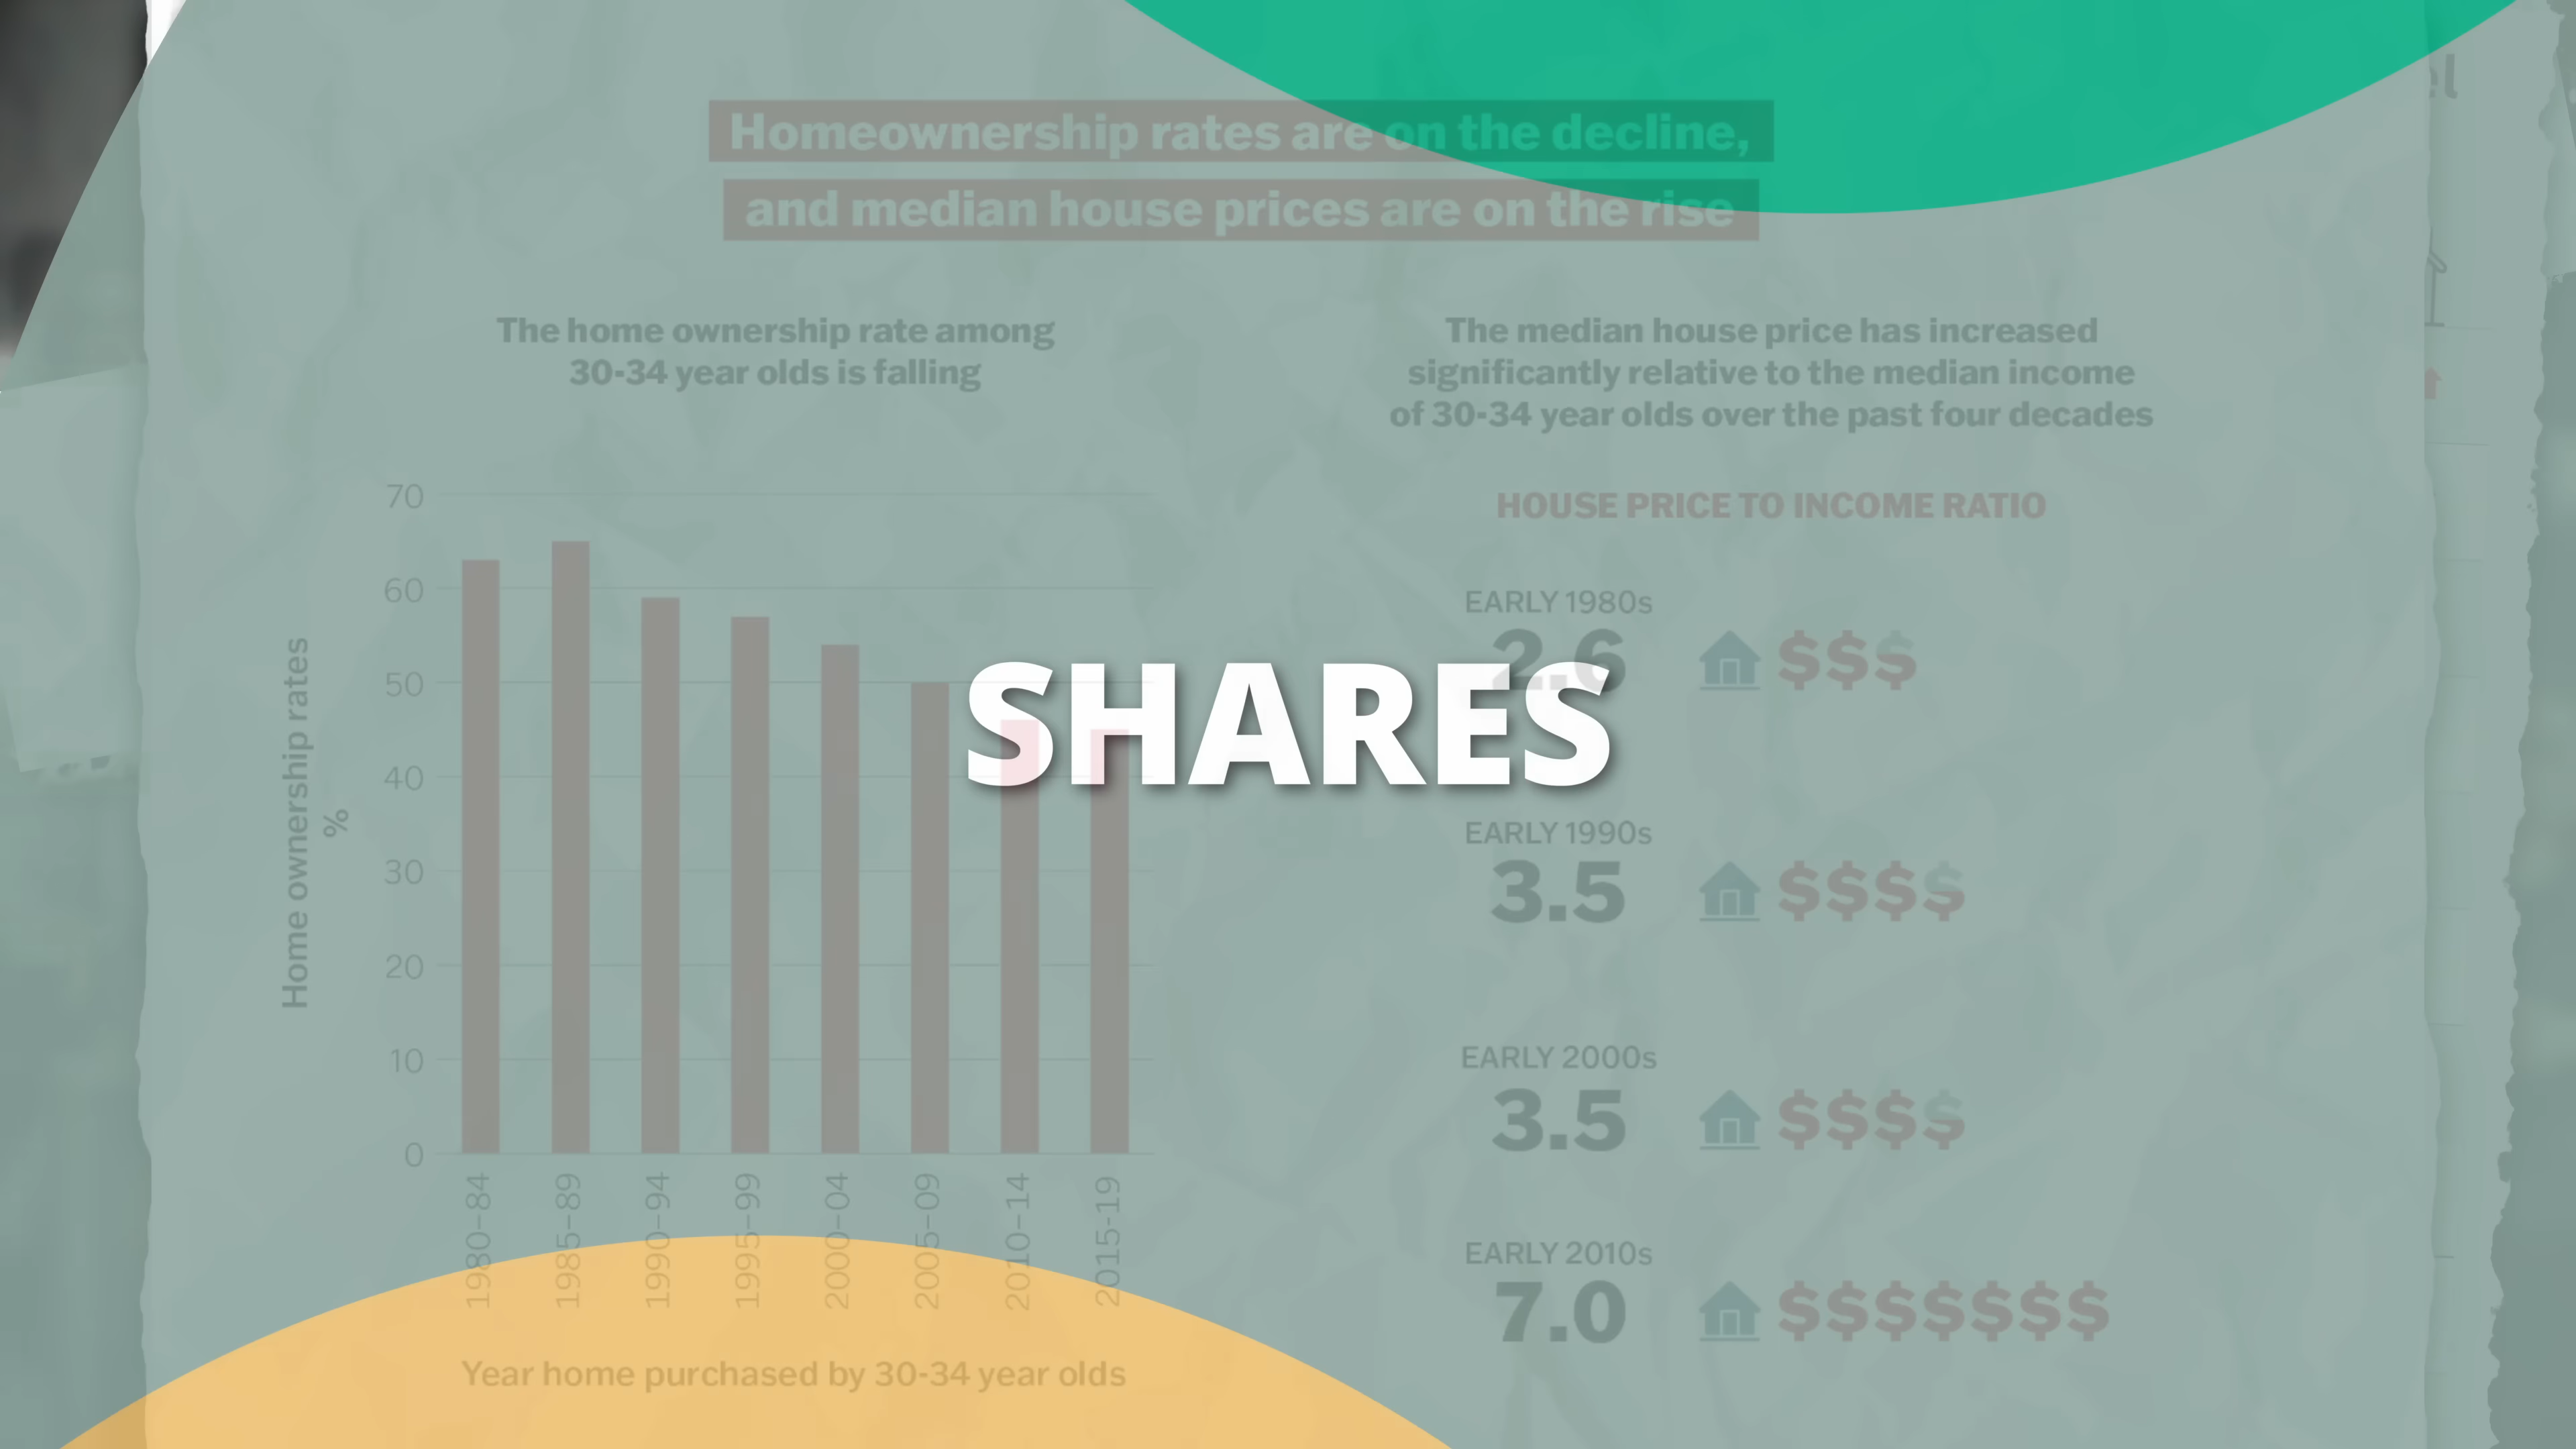 Homeownership rates are on the decline,
and median house prices are on the rise
The home ownership rate among
30-34 year olds is falling
70
60
50
40
30
20
10
0
Home ownership rates
%
1980–84
1985–89
1990–94
1995–99
2000–04
2005–09
2010–14
2015-19
Year home purchased by 30-34 year olds
The median house price has increased
significantly relative to the median income
of 30-34 year olds over the past four decades
HOUSE PRICE TO INCOME RATIO
EARLY 1980s
2.6 $$$
SHARES
EARLY 1990s
3.5 $$$$
EARLY 2000s
3.5 $$$$
EARLY 2010s
7.0 $$$$$$$